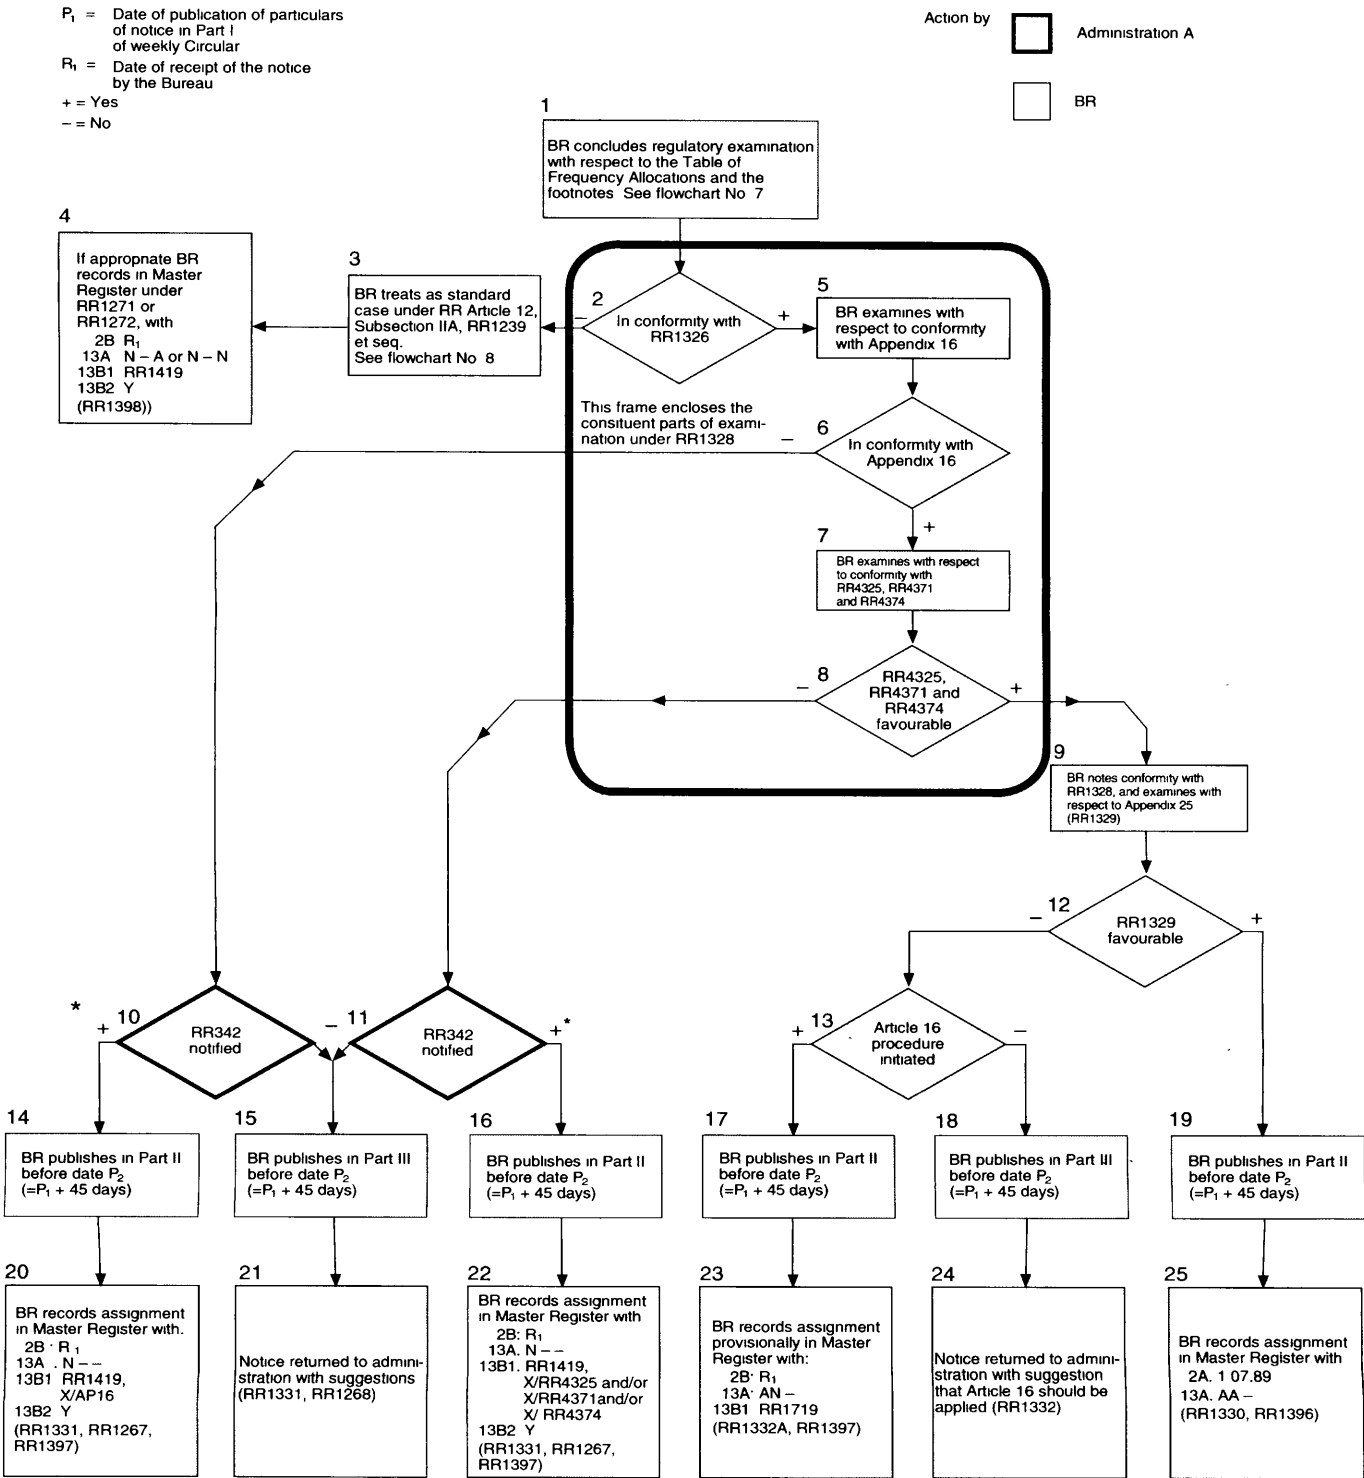 P₁ = Date of publication of particulars
of notice in Part I
of weekly Circular
R₁ = Date of receipt of the notice
by the Bureau
+ = Yes
− = No
Action by
Administration A
BR
1
BR concludes regulatory examination
with respect to the Table of
Frequency Allocations and the
footnotes See flowchart No 7
4
If appropriate BR
records in Master
Register under
RR1271 or
RR1272, with
2B R₁
13A N – A or N – N
13B1 RR1419
13B2 Y
(RR1398))
3
BR treats as standard
case under RR Article 12,
Subsection IIA, RR1239
et seq.
See flowchart No 8
2
−
In conformity with
RR1326
+
5
BR examines with
respect to conformity
with Appendix 16
This frame encloses the
consituent parts of exami-
nation under RR1328
−
6
In conformity with
Appendix 16
+
7
BR examines with respect
to conformity with
RR4325, RR4371
and RR4374
−
8
RR4325,
RR4371 and
RR4374
favourable
+
9
BR notes conformity with
RR1328, and examines with
respect to Appendix 25
(RR1329)
−
12
RR1329
favourable
+
*
+
10
RR342
notified
−
11
RR342
notified
+*
+
13
Article 16
procedure
initiated
−
14
BR publishes in Part II
before date P₂
(=P₁ + 45 days)
15
BR publishes in Part III
before date P₂
(=P₁ + 45 days)
16
BR publishes in Part II
before date P₂
(=P₁ + 45 days)
17
BR publishes in Part II
before date P₂
(=P₁ + 45 days)
18
BR publishes in Part III
before date P₂
(=P₁ + 45 days)
19
BR publishes in Part II
before date P₂
(=P₁ + 45 days)
20
BR records assignment
in Master Register with.
2B · R₁
13A . N – –
13B1 RR1419,
X/AP16
13B2 Y
(RR1331, RR1267,
RR1397)
21
Notice returned to admini-
stration with suggestions
(RR1331, RR1268)
22
BR records assignment
in Master Register with
2B: R₁
13A. N – –
13B1. RR1419,
X/RR4325 and/or
X/RR4371and/or
X/ RR4374
13B2 Y
(RR1331, RR1267,
RR1397)
23
BR records assignment
provisionally in Master
Register with:
2B· R₁
13A· AN –
13B1 RR1719
(RR1332A, RR1397)
24
Notice returned to admini-
stration with suggestion
that Article 16 should be
applied (RR1332)
25
BR records assignment
in Master Register with
2A. 1 07.89
13A. AA –
(RR1330, RR1396)